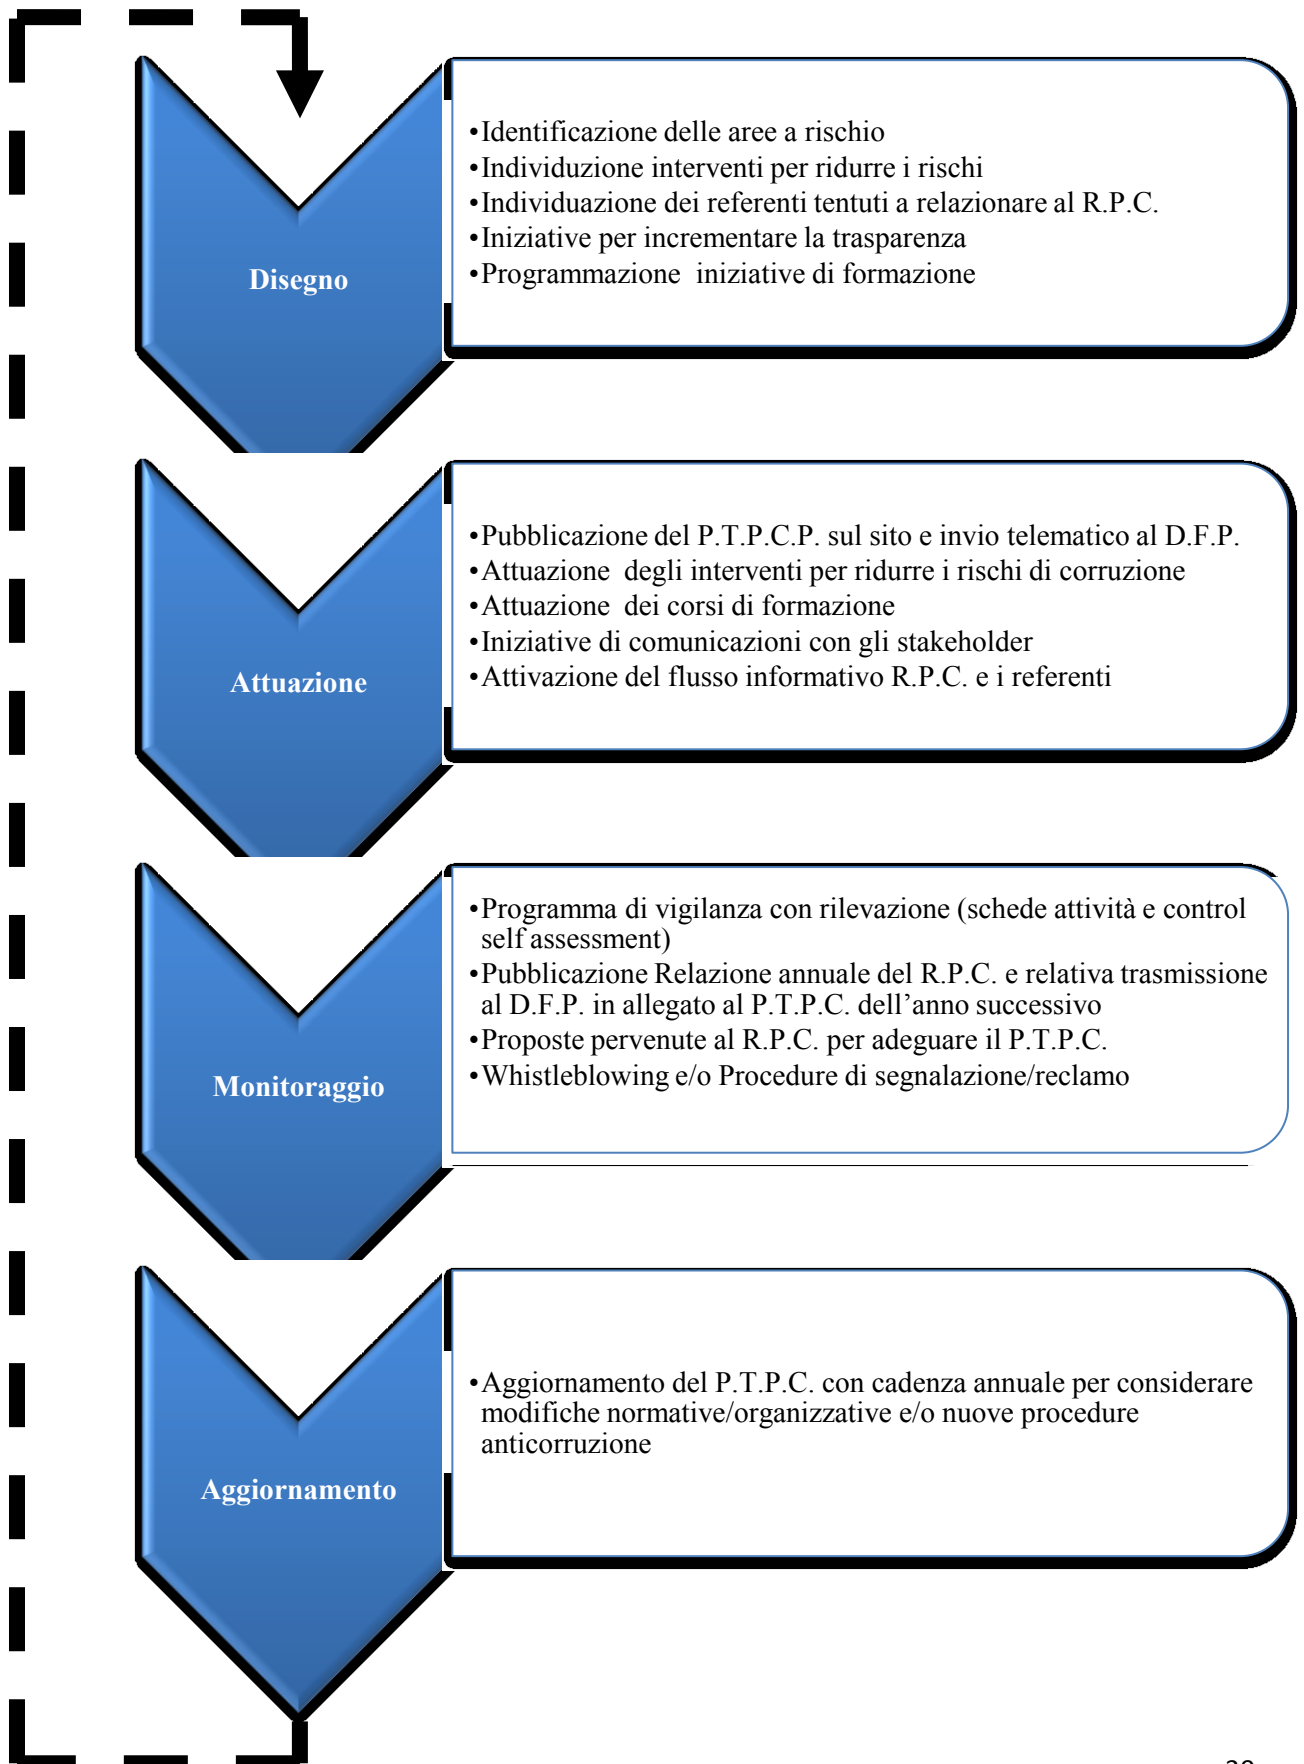 Disegno
•Identificazione delle aree a rischio
•Individuzione interventi per ridurre i rischi
•Individuazione dei referenti tentuti a relazionare al R.P.C.
•Iniziative per incrementare la trasparenza
•Programmazione  iniziative di formazione
Attuazione
•Pubblicazione del P.T.P.C.P. sul sito e invio telematico al D.F.P.
•Attuazione  degli interventi per ridurre i rischi di corruzione
•Attuazione  dei corsi di formazione
•Iniziative di comunicazioni con gli stakeholder
•Attivazione del flusso informativo R.P.C. e i referenti
Monitoraggio
•Programma di vigilanza con rilevazione (schede attività e control
self assessment)
•Pubblicazione Relazione annuale del R.P.C. e relativa trasmissione
al D.F.P. in allegato al P.T.P.C. dell’anno successivo
•Proposte pervenute al R.P.C. per adeguare il P.T.P.C.
•Whistleblowing e/o Procedure di segnalazione/reclamo
Aggiornamento
•Aggiornamento del P.T.P.C. con cadenza annuale per considerare
modifiche normative/organizzative e/o nuove procedure
anticorruzione